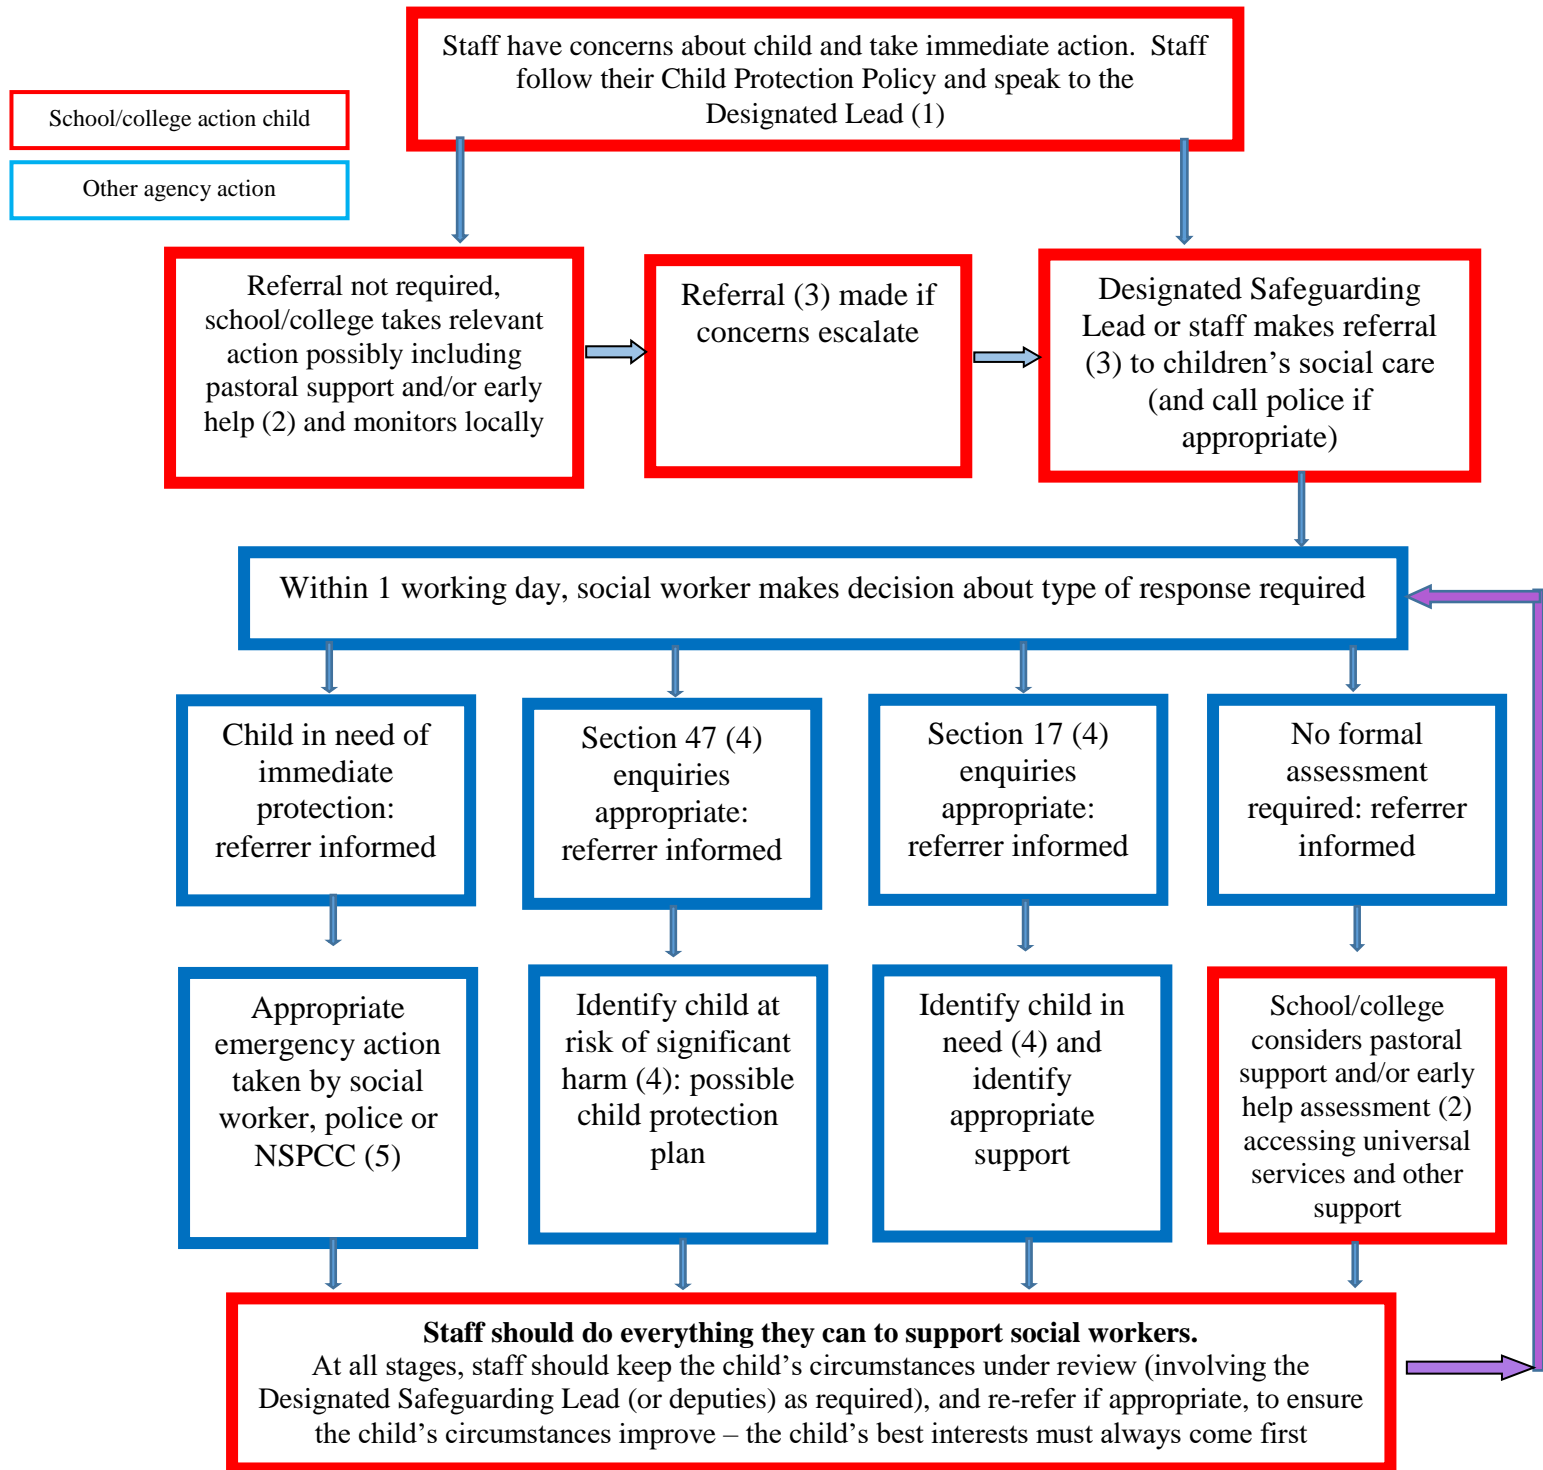 Staff have concerns about child and take immediate action.  Staff
follow their Child Protection Policy and speak to the
Designated Lead (1)
School/college action child
Other agency action
Referral not required,
school/college takes relevant
action possibly including
pastoral support and/or early
help (2) and monitors locally
Referral (3) made if
concerns escalate
Designated Safeguarding
Lead or staff makes referral
(3) to children’s social care
(and call police if
appropriate)
Within 1 working day, social worker makes decision about type of response required
Child in need of
immediate
protection:
referrer informed
Section 47 (4)
enquiries
appropriate:
referrer informed
Section 17 (4)
enquiries
appropriate:
referrer informed
No formal
assessment
required: referrer
informed
Appropriate
emergency action
taken by social
worker, police or
NSPCC (5)
Identify child at
risk of significant
harm (4): possible
child protection
plan
Identify child in
need (4) and
identify
appropriate
support
School/college
considers pastoral
support and/or early
help assessment (2)
accessing universal
services and other
support
Staff should do everything they can to support social workers.
At all stages, staff should keep the child’s circumstances under review (involving the
Designated Safeguarding Lead (or deputies) as required), and re-refer if appropriate, to ensure
the child’s circumstances improve – the child’s best interests must always come first